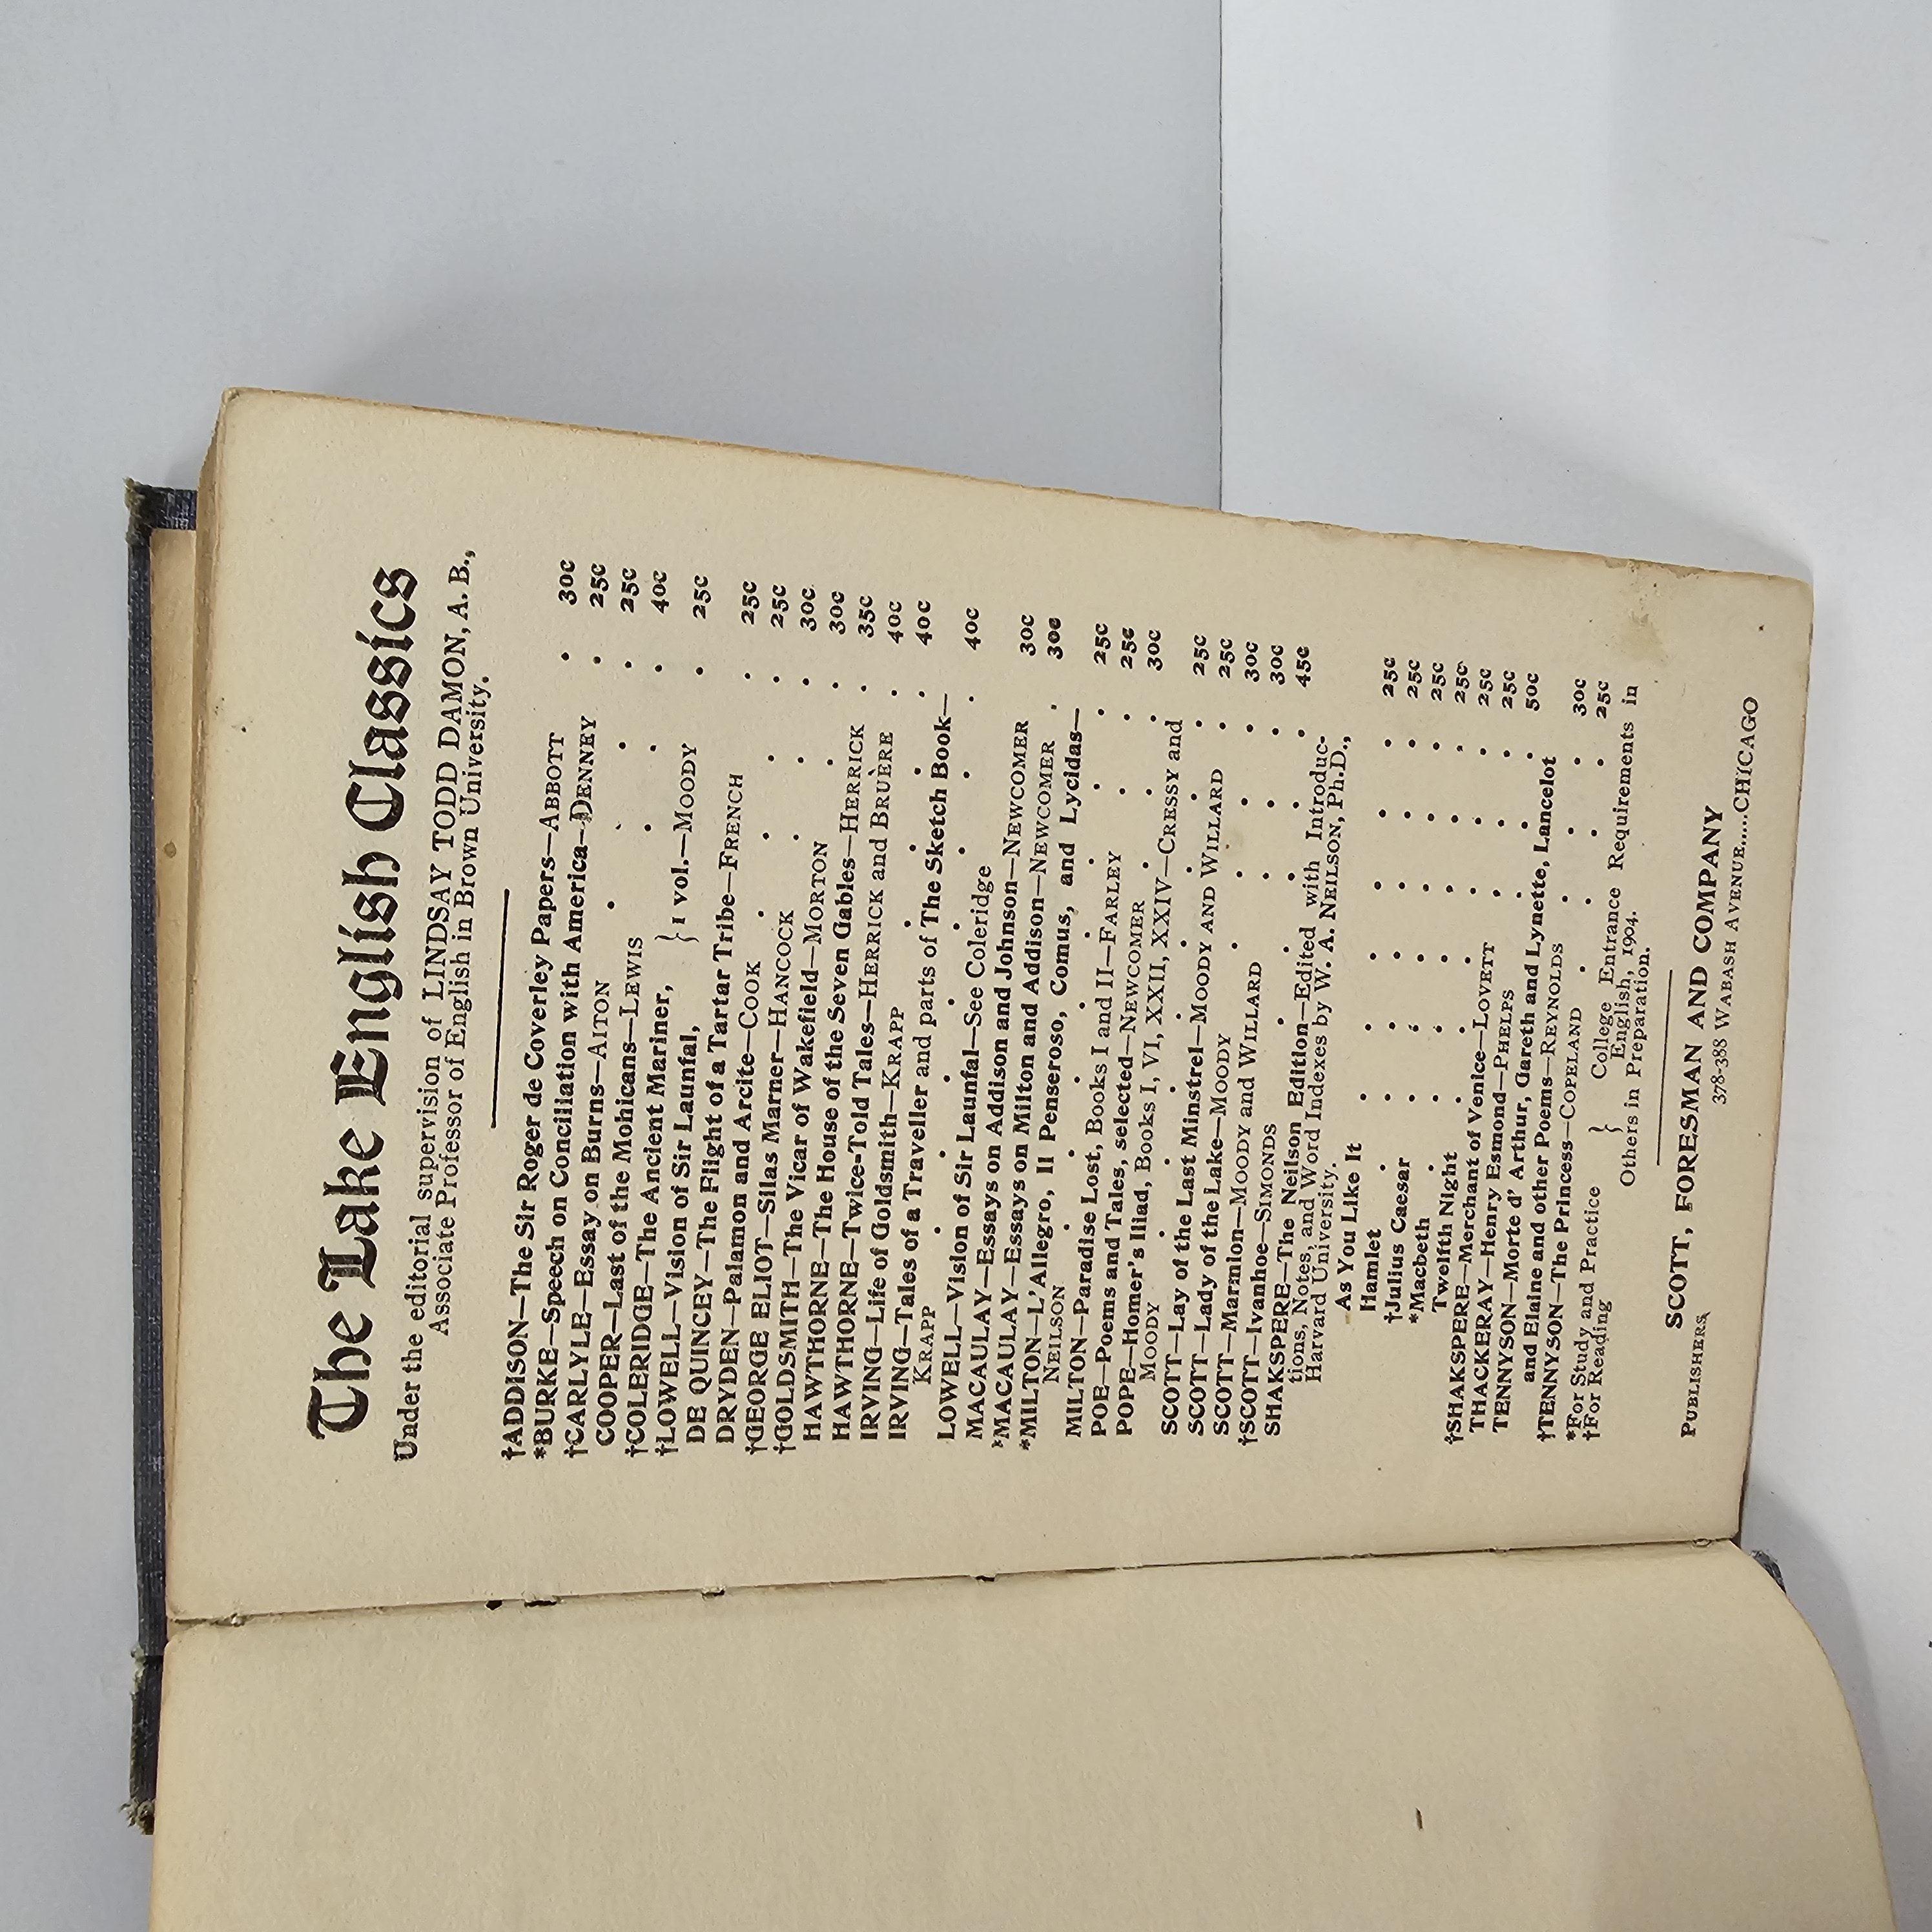 The Lake English Classics
Under the editorial supervision of LINDSAY TODD DAMON, A. B.,
Associate Professor of English in Brown University.
†ADDISON—The Sir Roger de Coverley Papers—ABBOTT . 30c
*BURKE—Speech on Conciliation with America—DENNEY . 25c
†CARLYLE—Essay on Burns—AITON . . . . 25c
COOPER—Last of the Mohicans—LEWIS . . . 40c
†COLERIDGE—The Ancient Mariner,
†LOWELL—Vision of Sir Launfal, } 1 vol.—MOODY . 25c
DE QUINCEY—The Flight of a Tartar Tribe—FRENCH . 25c
DRYDEN—Palamon and Arcite—COOK . . . . 25c
†GEORGE ELIOT—Silas Marner—HANCOCK . . . 30c
†GOLDSMITH—The Vicar of Wakefield—MORTON . . 30c
HAWTHORNE—The House of the Seven Gables—HERRICK . 35c
HAWTHORNE—Twice-Told Tales—HERRICK and BRUÈRE . 40c
IRVING—Life of Goldsmith—KRAPP . . . . 40c
IRVING—Tales of a Traveller and parts of The Sketch Book—
KRAPP . . . . . . . . 40c
LOWELL—Vision of Sir Launfal—See Coleridge
MACAULAY—Essays on Addison and Johnson—NEWCOMER 30c
*MACAULAY—Essays on Milton and Addison—NEWCOMER . 30c
*MILTON—L'Allegro, Il Penseroso, Comus, and Lycidas—
NEILSON . . . . . . . . 25c
MILTON—Paradise Lost, Books I and II—FARLEY . . 25c
POE—Poems and Tales, selected—NEWCOMER . . . 30c
POPE—Homer's Iliad, Books I, VI, XXII, XXIV—CRESSY and
MOODY . . . . . . . . 25c
SCOTT—Lay of the Last Minstrel—MOODY AND WILLARD . 25c
SCOTT—Lady of the Lake—MOODY . . . . 30c
SCOTT—Marmion—MOODY and WILLARD . . . 30c
†SCOTT—Ivanhoe—SIMONDS . . . . . 45c
SHAKSPERE—The Neilson Edition—Edited with Introduc-
tions, Notes, and Word Indexes by W. A. NEILSON, Ph.D.,
Harvard University.
As You Like It . . . . . . 25c
Hamlet . . . . . . . 25c
†Julius Caesar . . . . . . 25c
*Macbeth . . . . . . . 25c
Twelfth Night . . . . . . 25c
†SHAKSPERE—Merchant of Venice—LOVETT . . . 25c
THACKERAY—Henry Esmond—PHELPS . . . 50c
TENNYSON—Morte d' Arthur, Gareth and Lynette, Lancelot
and Elaine and other Poems—REYNOLDS . . . 30c
†TENNYSON—The Princess—COPELAND . . . . 25c
*For Study and Practice } College Entrance Requirements in
†For Reading English, 1904.
Others in Preparation.
SCOTT, FORESMAN AND COMPANY
PUBLISHERS 378-388 WABASH AVENUE.....CHICAGO